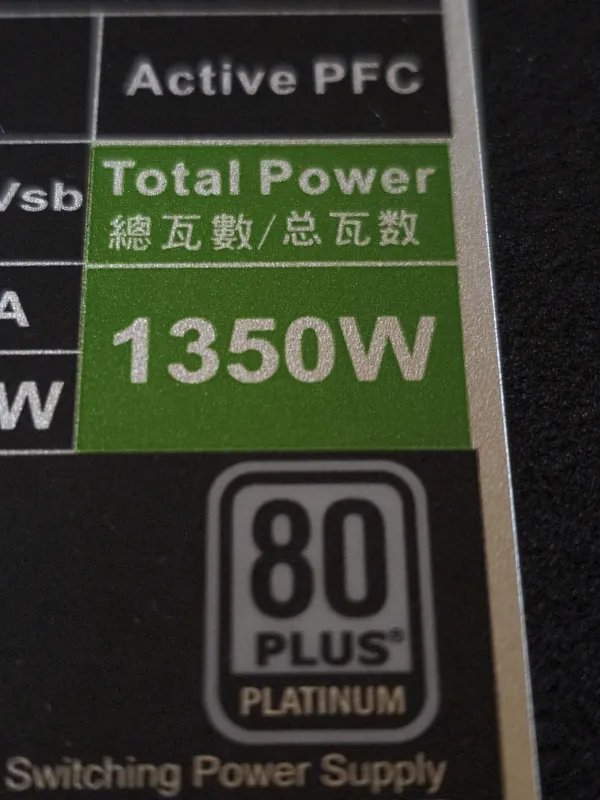 Active PFC
Vsb
Total Power
總瓦數/总瓦数
A
1350W
W
80
PLUS®
PLATINUM
Switching Power Supply